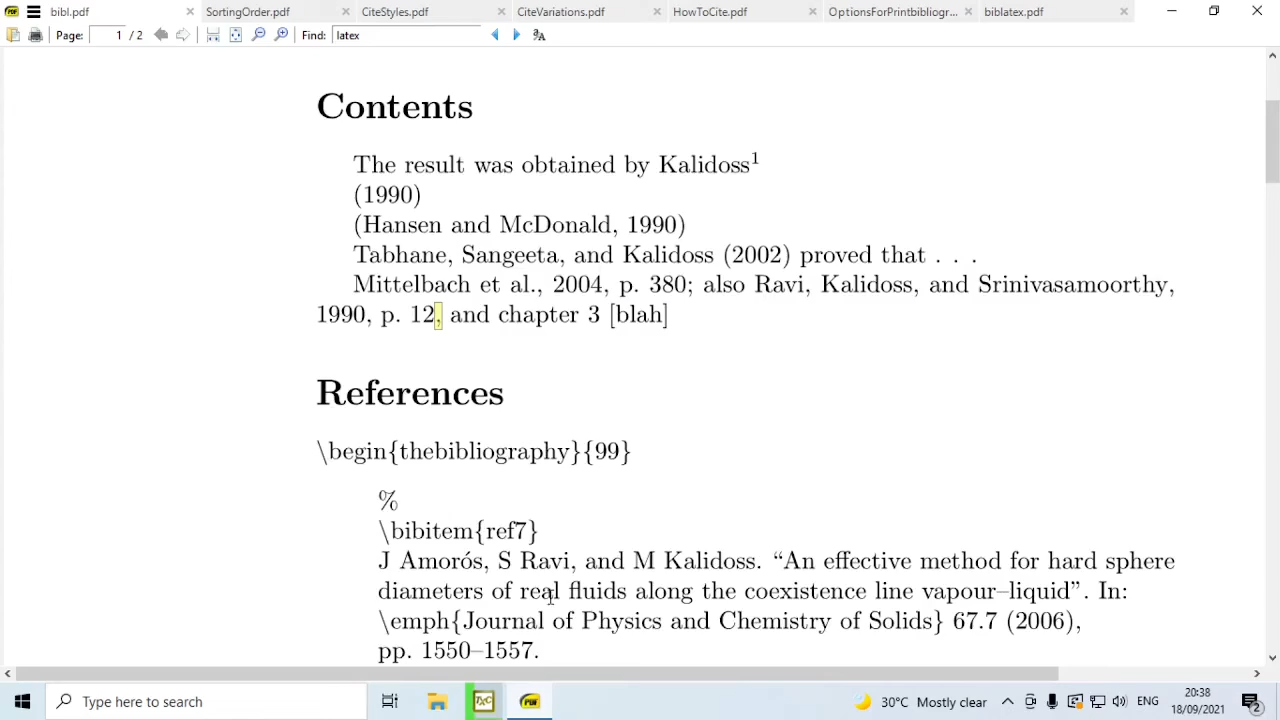 bibl.pdf SortingOrder.pdf CiteStyles.pdf CiteVariations.pdf HowToCite.pdf OptionsForPrintbibliogr... biblatex.pdf
Page: 1 / 2 Find: latex
Contents
The result was obtained by Kalidoss¹
(1990)
(Hansen and McDonald, 1990)
Tabhane, Sangeeta, and Kalidoss (2002) proved that . . .
Mittelbach et al., 2004, p. 380; also Ravi, Kalidoss, and Srinivasamoorthy,
1990, p. 12, and chapter 3 [blah]
References
\begin{thebibliography}{99}
%
\bibitem{ref7}
J Amorós, S Ravi, and M Kalidoss. “An effective method for hard sphere
diameters of real fluids along the coexistence line vapour–liquid”. In:
\emph{Journal of Physics and Chemistry of Solids} 67.7 (2006),
pp. 1550–1557.
Type here to search 30°C Mostly clear ENG 20:38
18/09/2021 2